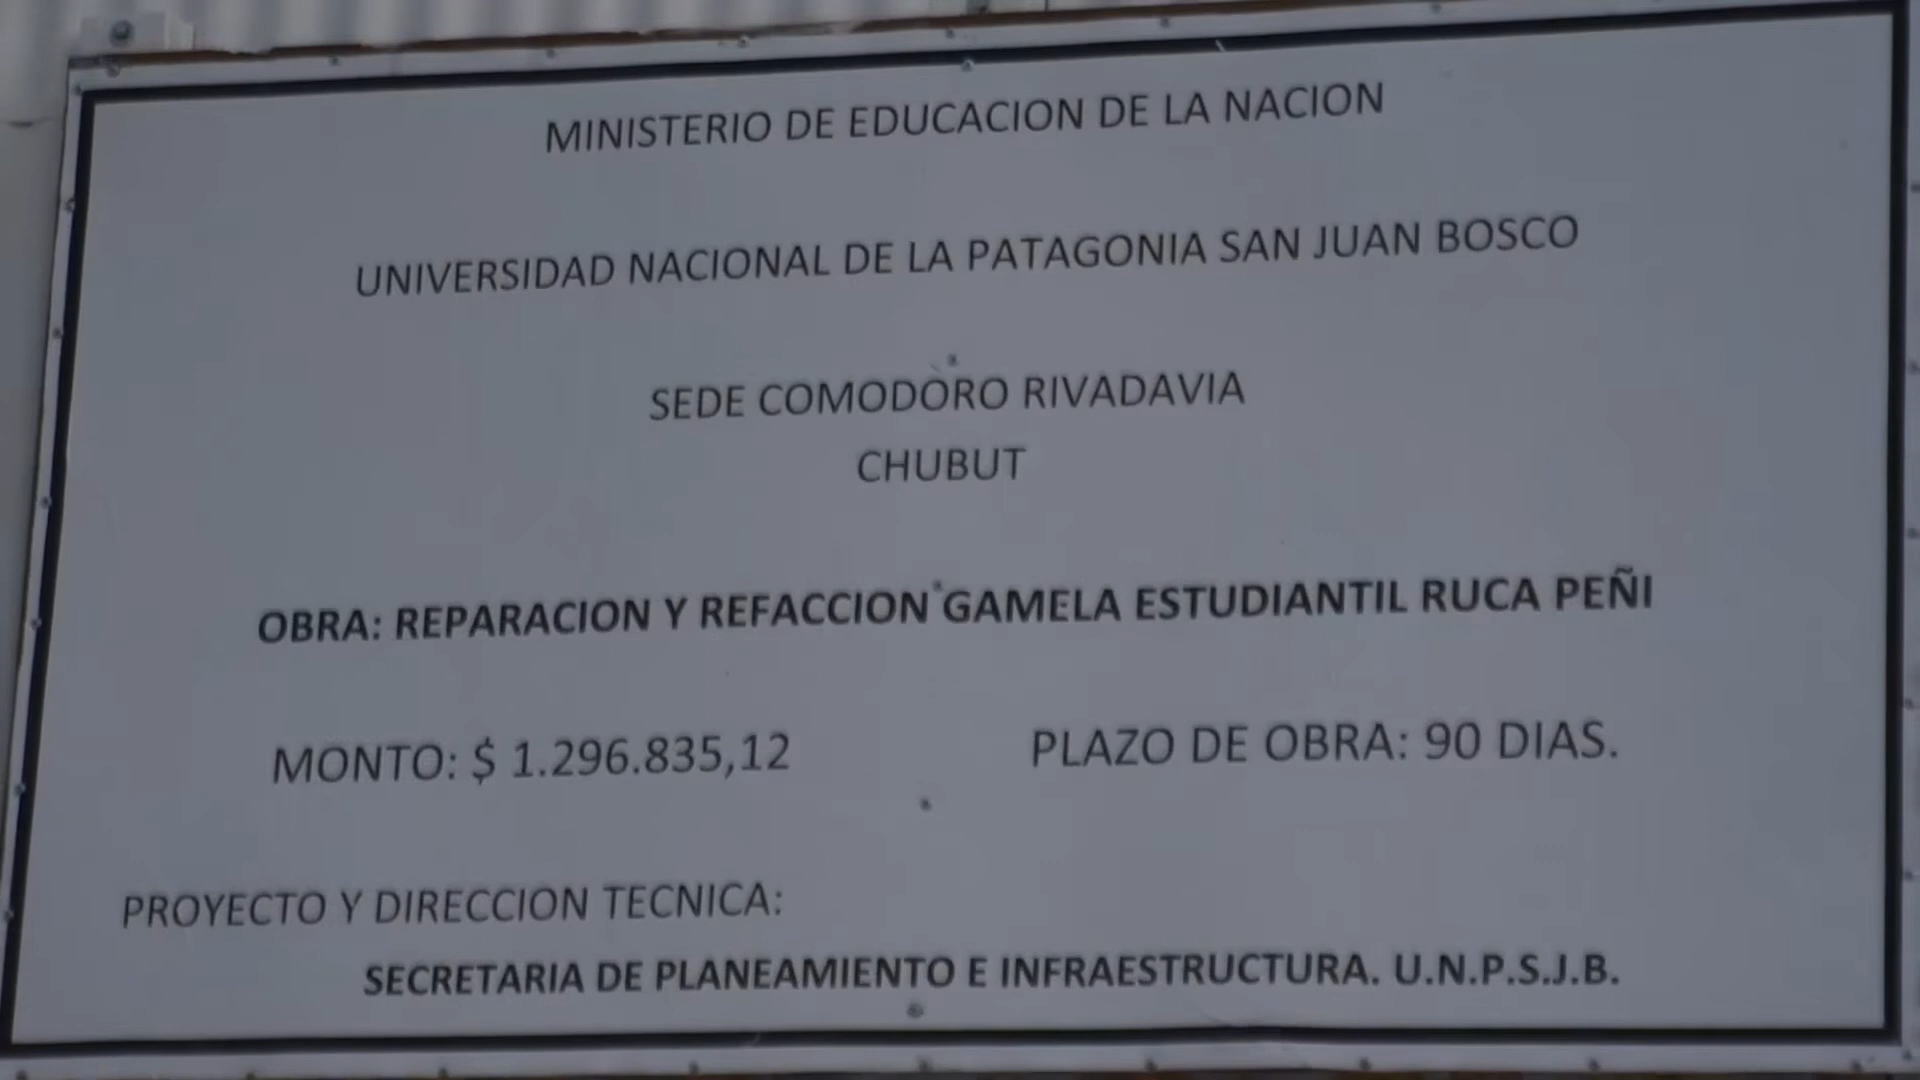 MINISTERIO DE EDUCACION DE LA NACION
UNIVERSIDAD NACIONAL DE LA PATAGONIA SAN JUAN BOSCO
SEDE COMODORO RIVADAVIA
CHUBUT
OBRA: REPARACION Y REFACCION GAMELA ESTUDIANTIL RUCA PEÑI
MONTO: $ 1.296.835,12 PLAZO DE OBRA: 90 DIAS.
PROYECTO Y DIRECCION TECNICA:
SECRETARIA DE PLANEAMIENTO E INFRAESTRUCTURA. U.N.P.S.J.B.